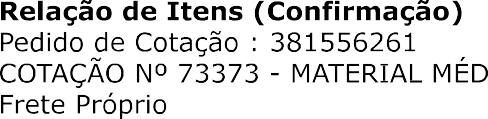 Relação de Itens (Confirmação)
Pedido de Cotação : 381556261
COTAÇÃO Nº 73373 - MATERIAL MÉD
Frete Próprio